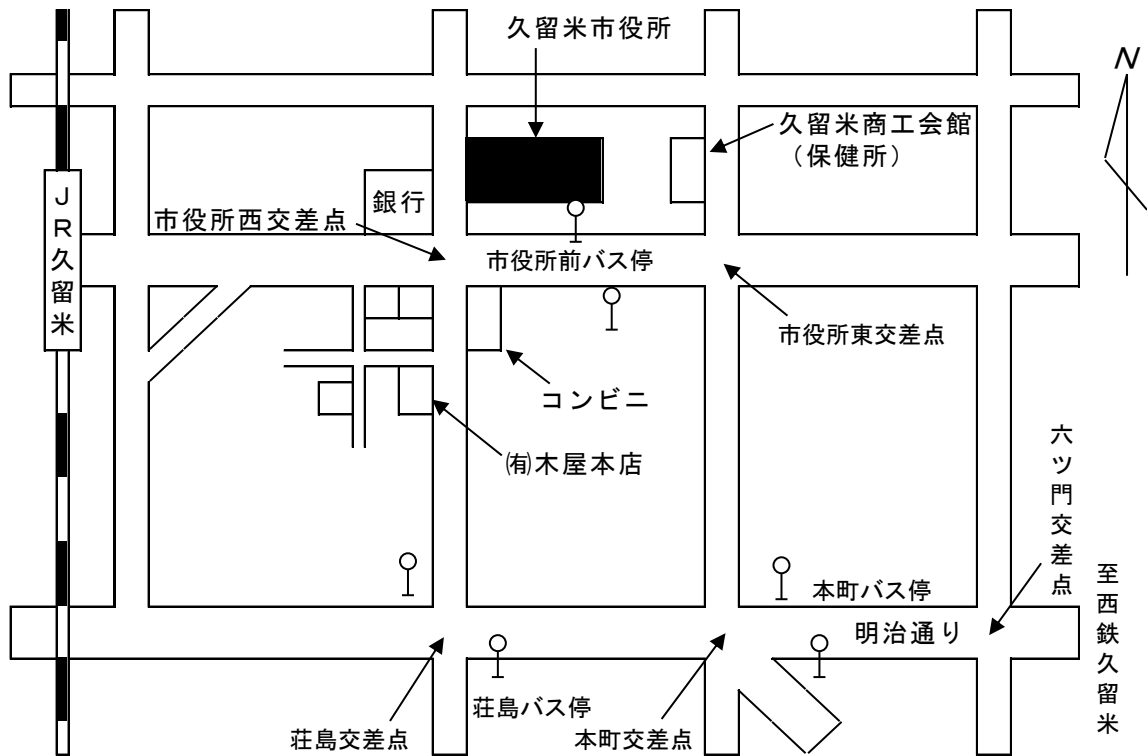 久留米市役所
N
久留米商工会館
(保健所)
JR久留米
銀行
市役所西交差点
市役所前バス停
市役所東交差点
コンビニ
㈲木屋本店
六ツ門交差点
至西鉄久留米
本町バス停
明治通り
荘島バス停
荘島交差点
本町交差点